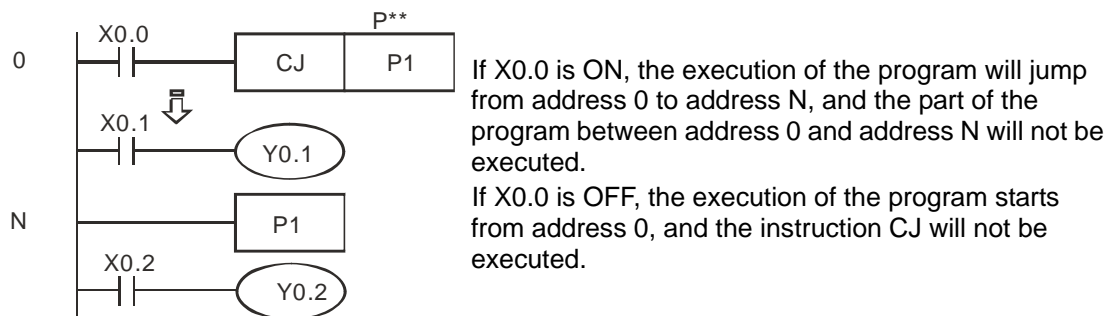 P**
X0.0
0
CJ
P1
X0.1
Y0.1
N
P1
X0.2
Y0.2
If X0.0 is ON, the execution of the program will jump
from address 0 to address N, and the part of the
program between address 0 and address N will not be
executed.
If X0.0 is OFF, the execution of the program starts
from address 0, and the instruction CJ will not be
executed.